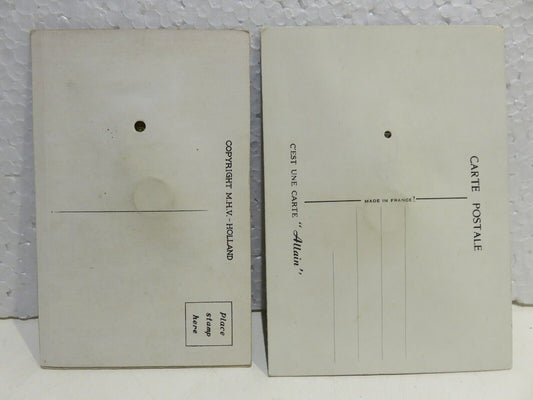 COPYRIGHT M.H.V. - HOLLAND
Place
stamp
here
CARTE POSTALE
MADE IN FRANCE
C'EST UNE CARTE "Allain"